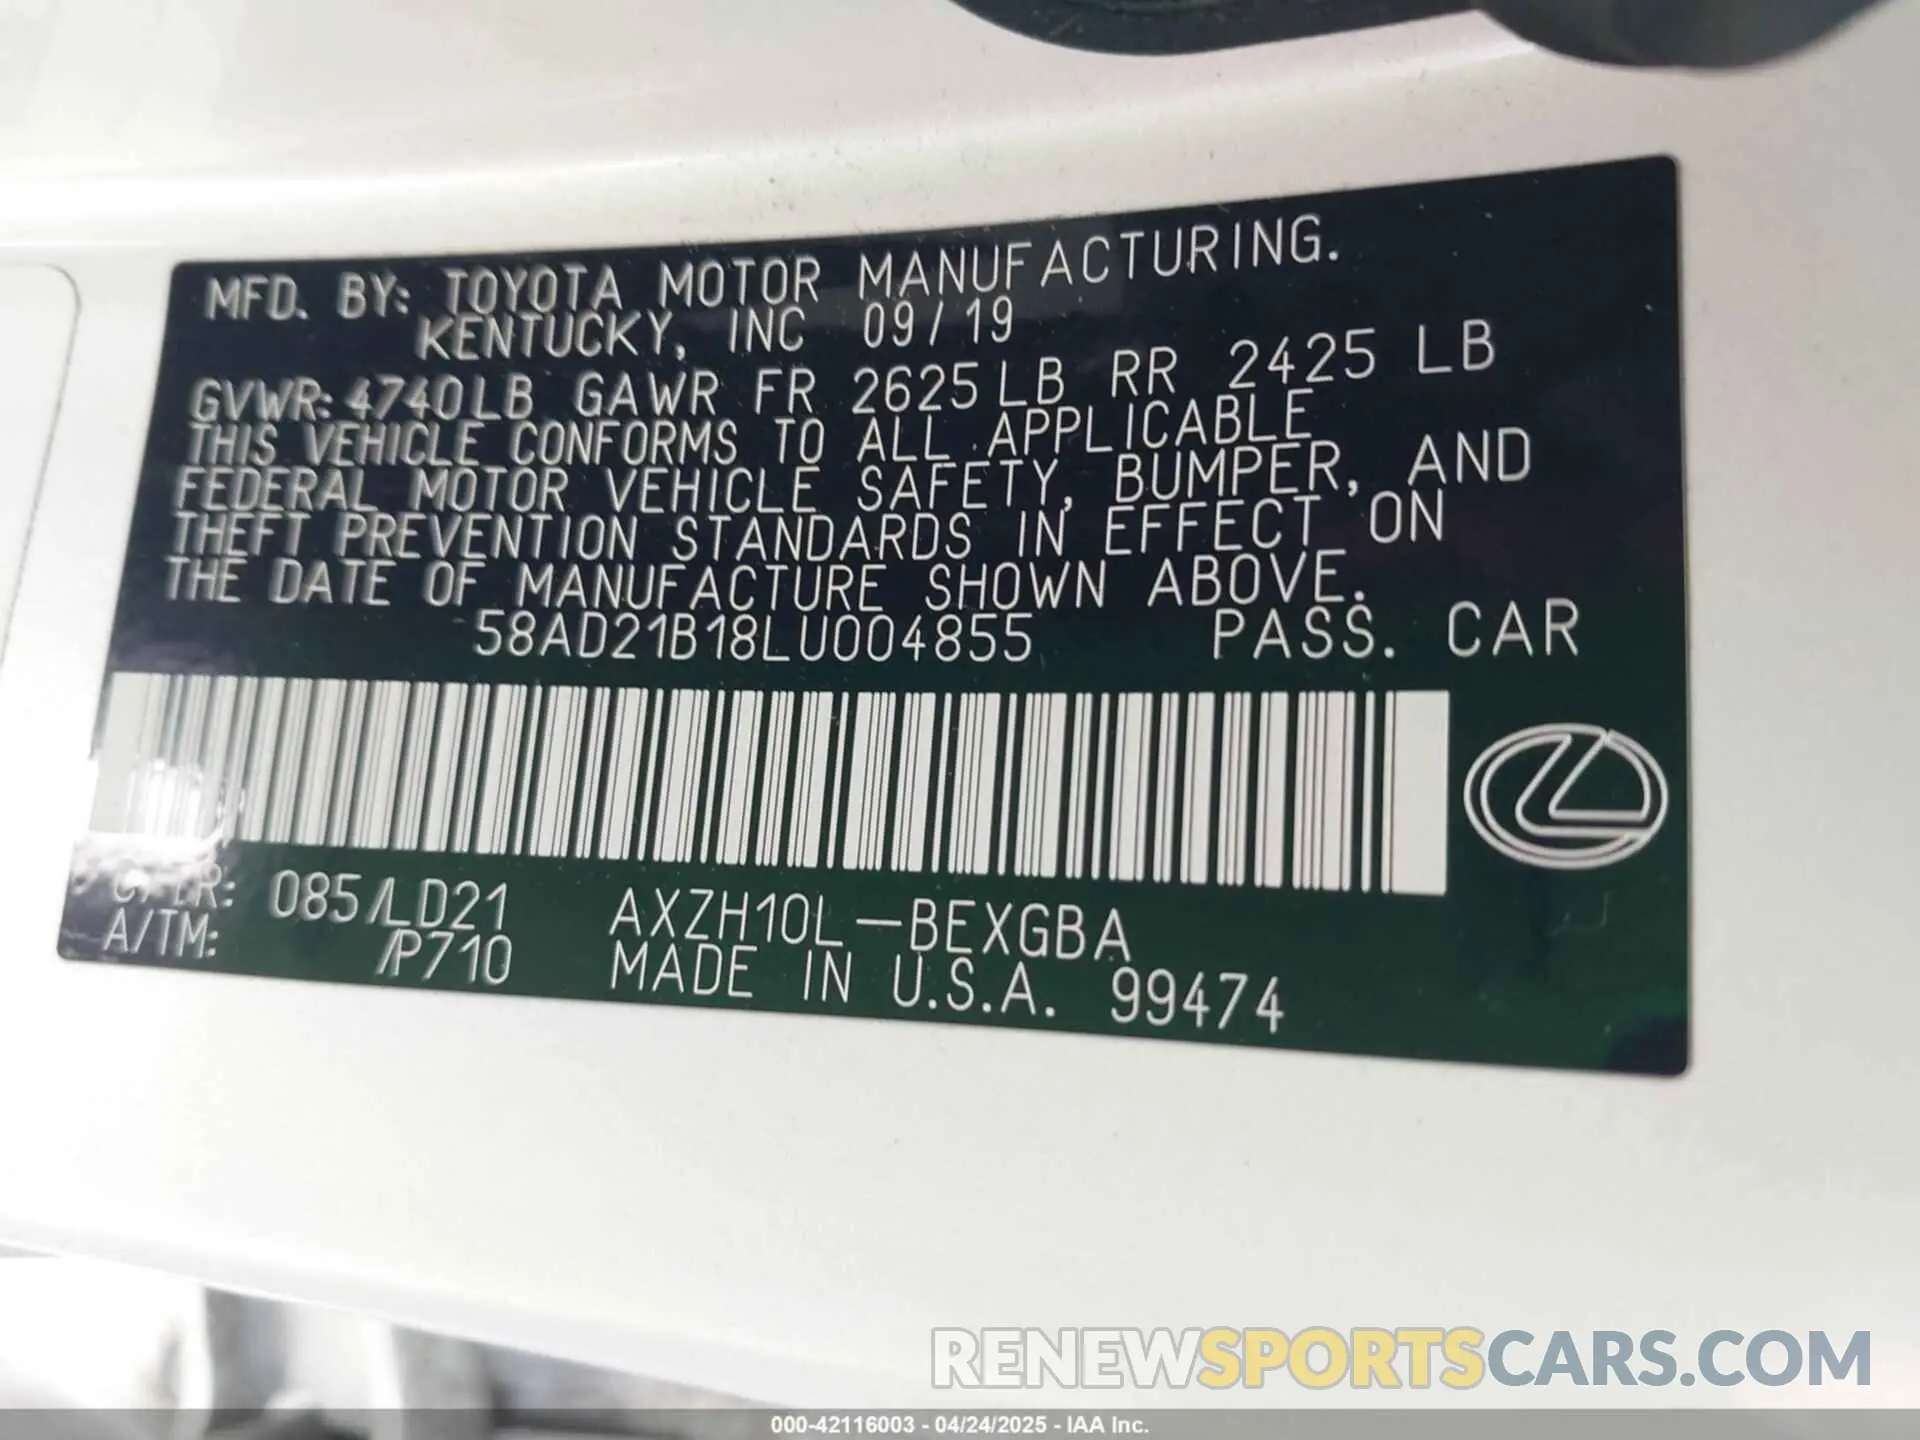 MFD. BY: TOYOTA MOTOR MANUFACTURING.
KENTUCKY, INC 09/19
GVWR: 4740LB GAWR FR 2625LB RR 2425 LB
THIS VEHICLE CONFORMS TO ALL APPLICABLE
FEDERAL MOTOR VEHICLE SAFETY, BUMPER, AND
THEFT PREVENTION STANDARDS IN EFFECT ON
THE DATE OF MANUFACTURE SHOWN ABOVE.
58AD21B18LU004855 PASS. CAR
085/LD21 AXZH10L-BEXGBA
A/TM: /P710 MADE IN U.S.A. 99474
RENEWSPORTSCARS.COM
000-42116003 - 04/24/2025 - IAA Inc.